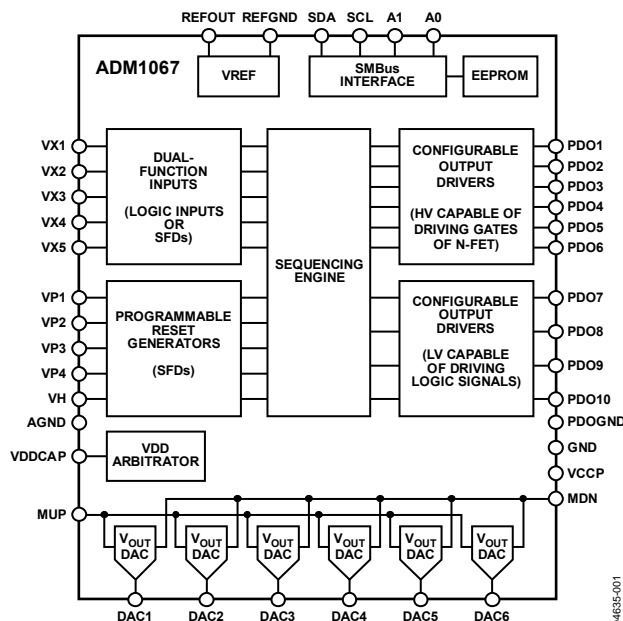 REFOUT REFGND SDA SCL A1 A0
ADM1067
VREF
SMBus
INTERFACE
EEPROM
VX1
VX2
VX3
VX4
VX5
DUAL-
FUNCTION
INPUTS
(LOGIC INPUTS
OR
SFDs)
SEQUENCING
ENGINE
CONFIGURABLE
OUTPUT
DRIVERS
(HV CAPABLE OF
DRIVING GATES
OF N-FET)
PDO1
PDO2
PDO3
PDO4
PDO5
PDO6
VP1
VP2
VP3
VP4
VH
PROGRAMMABLE
RESET
GENERATORS
(SFDs)
CONFIGURABLE
OUTPUT
DRIVERS
(LV CAPABLE
OF DRIVING
LOGIC SIGNALS)
PDO7
PDO8
PDO9
PDO10
AGND
PDOGND
VDDCAP
VDD
ARBITRATOR
GND
VCCP
MDN
MUP
VOUT
DAC
VOUT
DAC
VOUT
DAC
VOUT
DAC
VOUT
DAC
VOUT
DAC
DAC1 DAC2 DAC3 DAC4 DAC5 DAC6